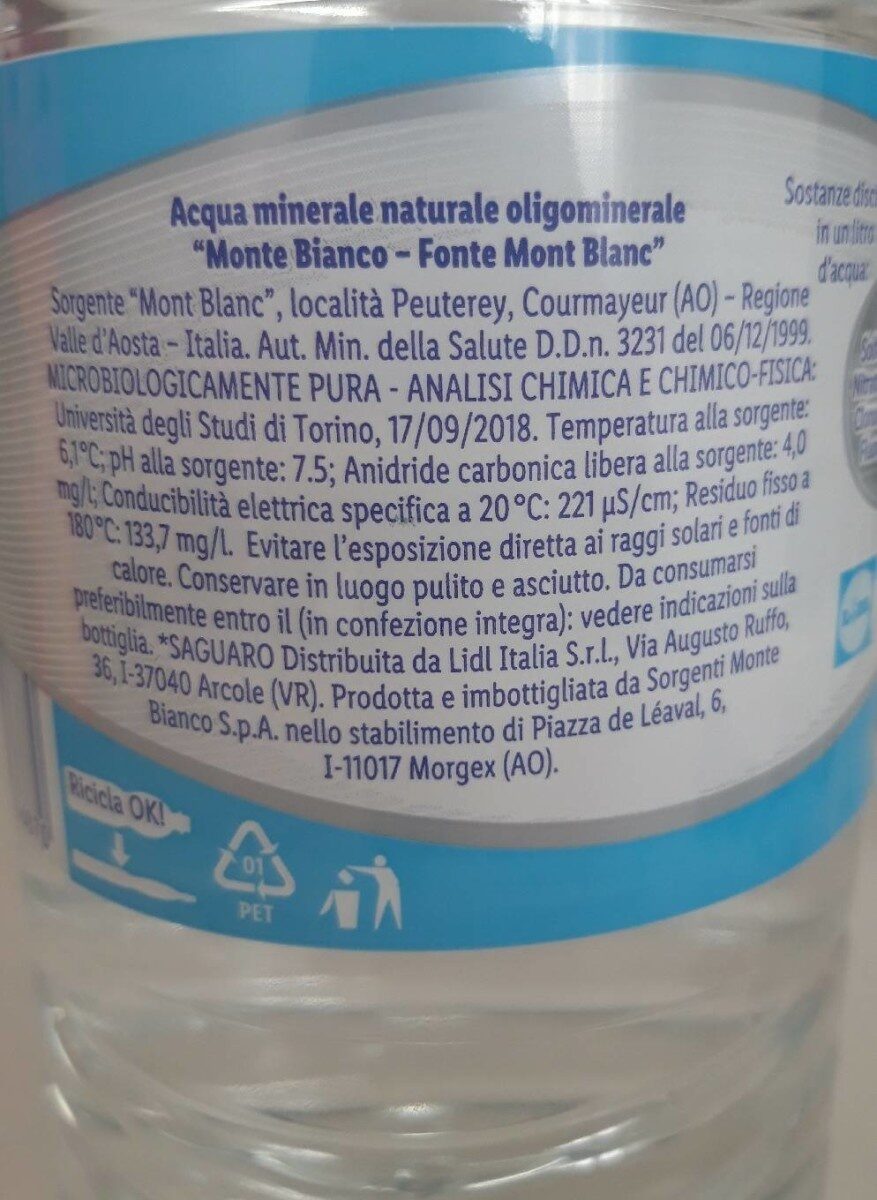 Acqua minerale naturale oligominerale
“Monte Bianco – Fonte Mont Blanc”
Sorgente “Mont Blanc”, località Peuterey, Courmayeur (AO) – Regione
Valle d’Aosta – Italia. Aut. Min. della Salute D.D.n. 3231 del 06/12/1999.
MICROBIOLOGICAMENTE PURA - ANALISI CHIMICA E CHIMICO-FISICA:
Università degli Studi di Torino, 17/09/2018. Temperatura alla sorgente:
6,1°C; pH alla sorgente: 7.5; Anidride carbonica libera alla sorgente: 4,0
mg/l; Conducibilità elettrica specifica a 20°C: 221 µS/cm; Residuo fisso a
180°C: 133,7 mg/l. Evitare l’esposizione diretta ai raggi solari e fonti di
calore. Conservare in luogo pulito e asciutto. Da consumarsi
preferibilmente entro il (in confezione integra): vedere indicazioni sulla
bottiglia. *SAGUARO Distribuita da Lidl Italia S.r.l., Via Augusto Ruffo,
36, I-37040 Arcole (VR). Prodotta e imbottigliata da Sorgenti Monte
Bianco S.p.A. nello stabilimento di Piazza de Léaval, 6,
I-11017 Morgex (AO).
Sostanze disc
in un litro
d’acqua:
Ricicla OK!
01
PET